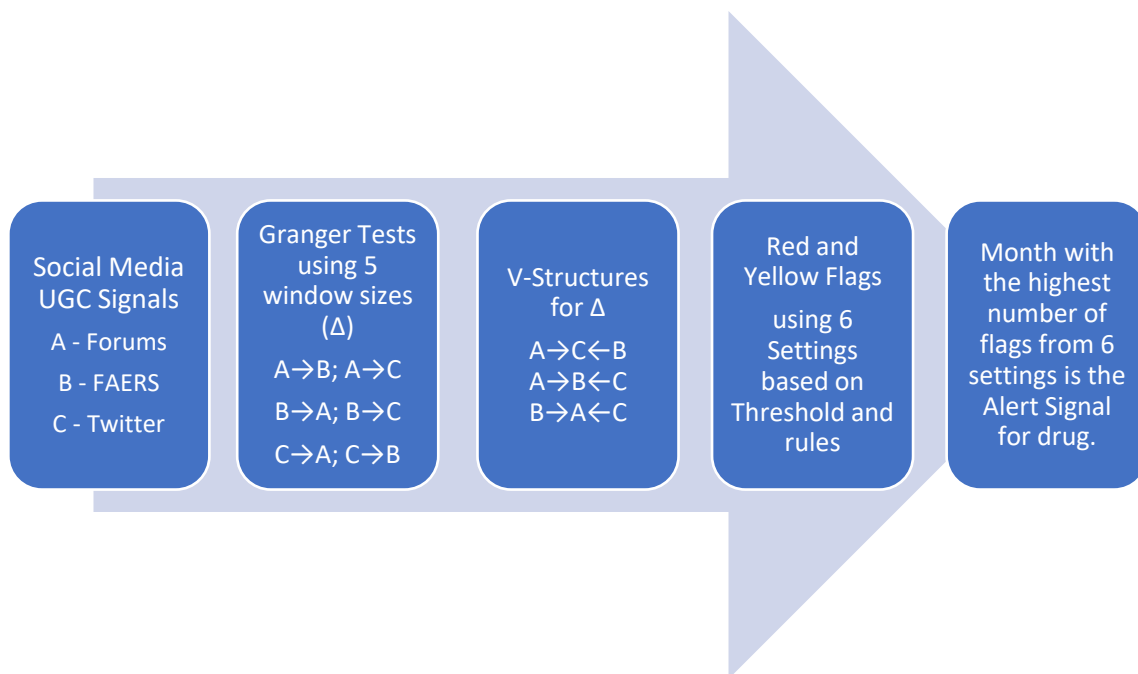 Social Media
UGC Signals
A - Forums
B - FAERS
C - Twitter
Granger Tests
using 5
window sizes
(Δ)
A→B; A→C
B→A; B→C
C→A; C→B
V-Structures
for Δ
A→C←B
A→B←C
B→A←C
Red and
Yellow Flags
using 6
Settings
based on
Threshold and
rules
Month with
the highest
number of
flags from 6
settings is the
Alert Signal
for drug.